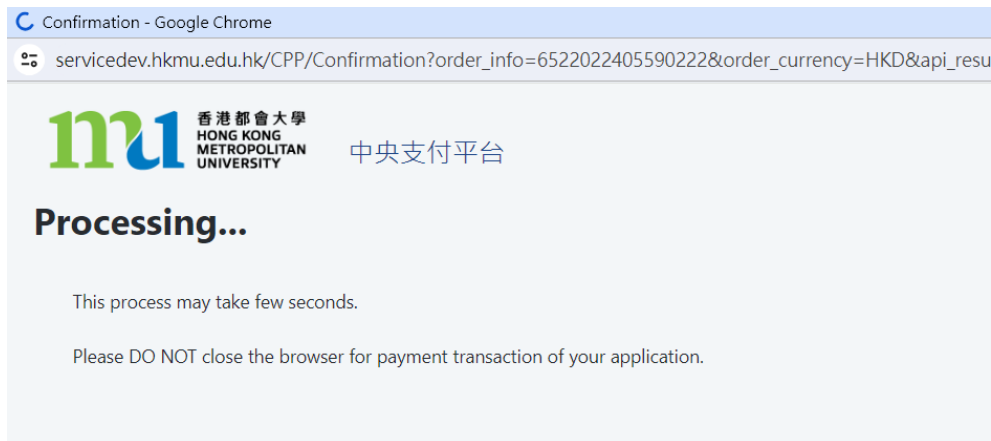 Confirmation - Google Chrome
servicedev.hkmu.edu.hk/CPP/Confirmation?order_info=6522022405590222&order_currency=HKD&api_resu
mu
香港都會大學
HONG KONG
METROPOLITAN
UNIVERSITY
中央支付平台
Processing...
This process may take few seconds.
Please DO NOT close the browser for payment transaction of your application.